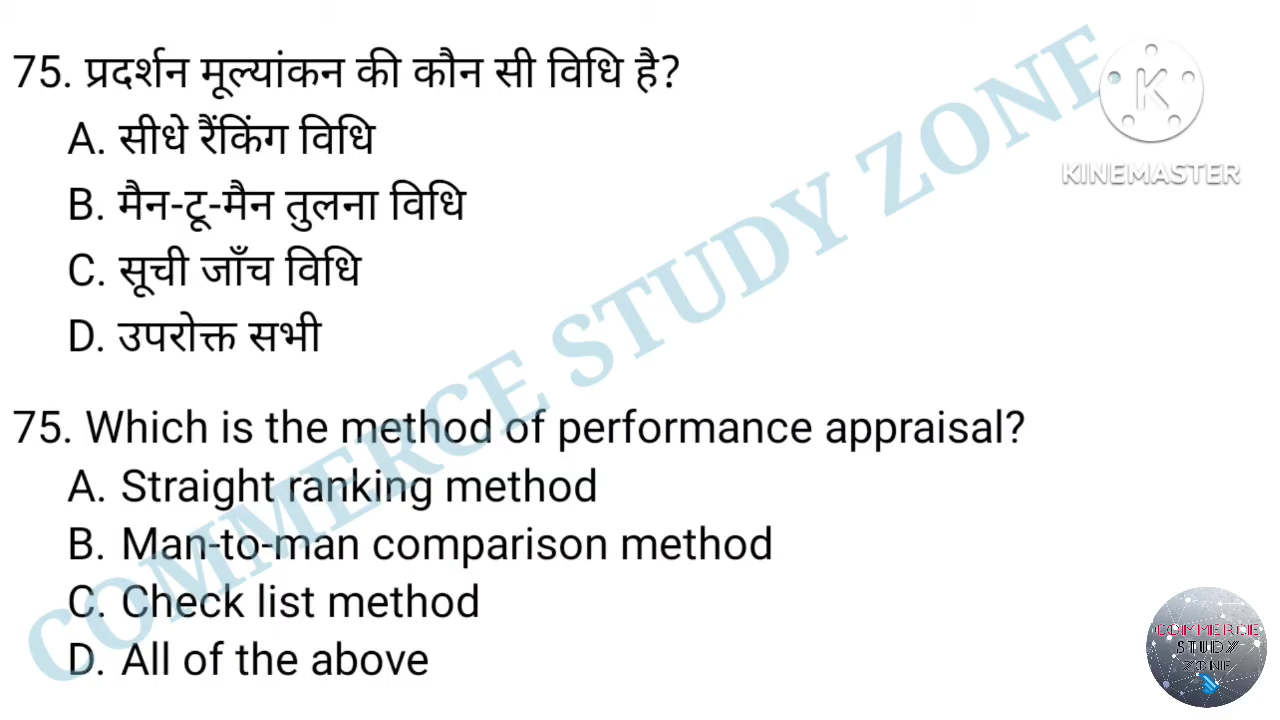 75. प्रदर्शन मूल्यांकन की कौन सी विधि है?
A. सीधे रैंकिंग विधि
B. मैन-टू-मैन तुलना विधि
C. सूची जाँच विधि
D. उपरोक्त सभी
75. Which is the method of performance appraisal?
A. Straight ranking method
B. Man-to-man comparison method
C. Check list method
D. All of the above
COMMERCE STUDY ZONE
K
KINEMASTER
COMMERCE
STUDY
ZONE